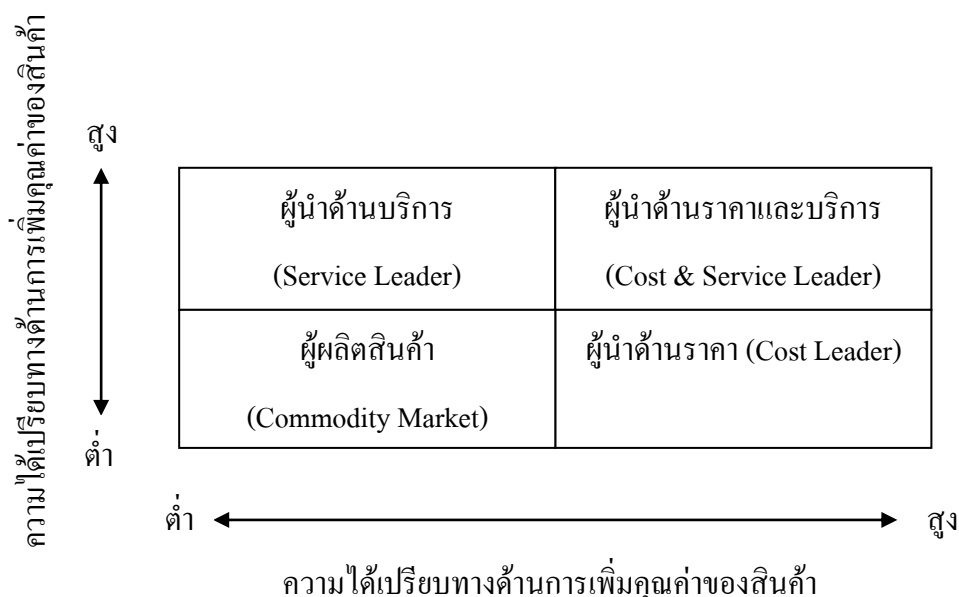 ความได้เปรียบทางด้านการเพิ่มคุณค่าของสินค้า
สูง
ผู้นำด้านบริการ
(Service Leader)
ผู้นำด้านราคาและบริการ
(Cost & Service Leader)
ผู้ผลิตสินค้า
(Commodity Market)
ผู้นำด้านราคา (Cost Leader)
ต่ำ
ต่ำ
สูง
ความได้เปรียบทางด้านการเพิ่มคุณค่าของสินค้า